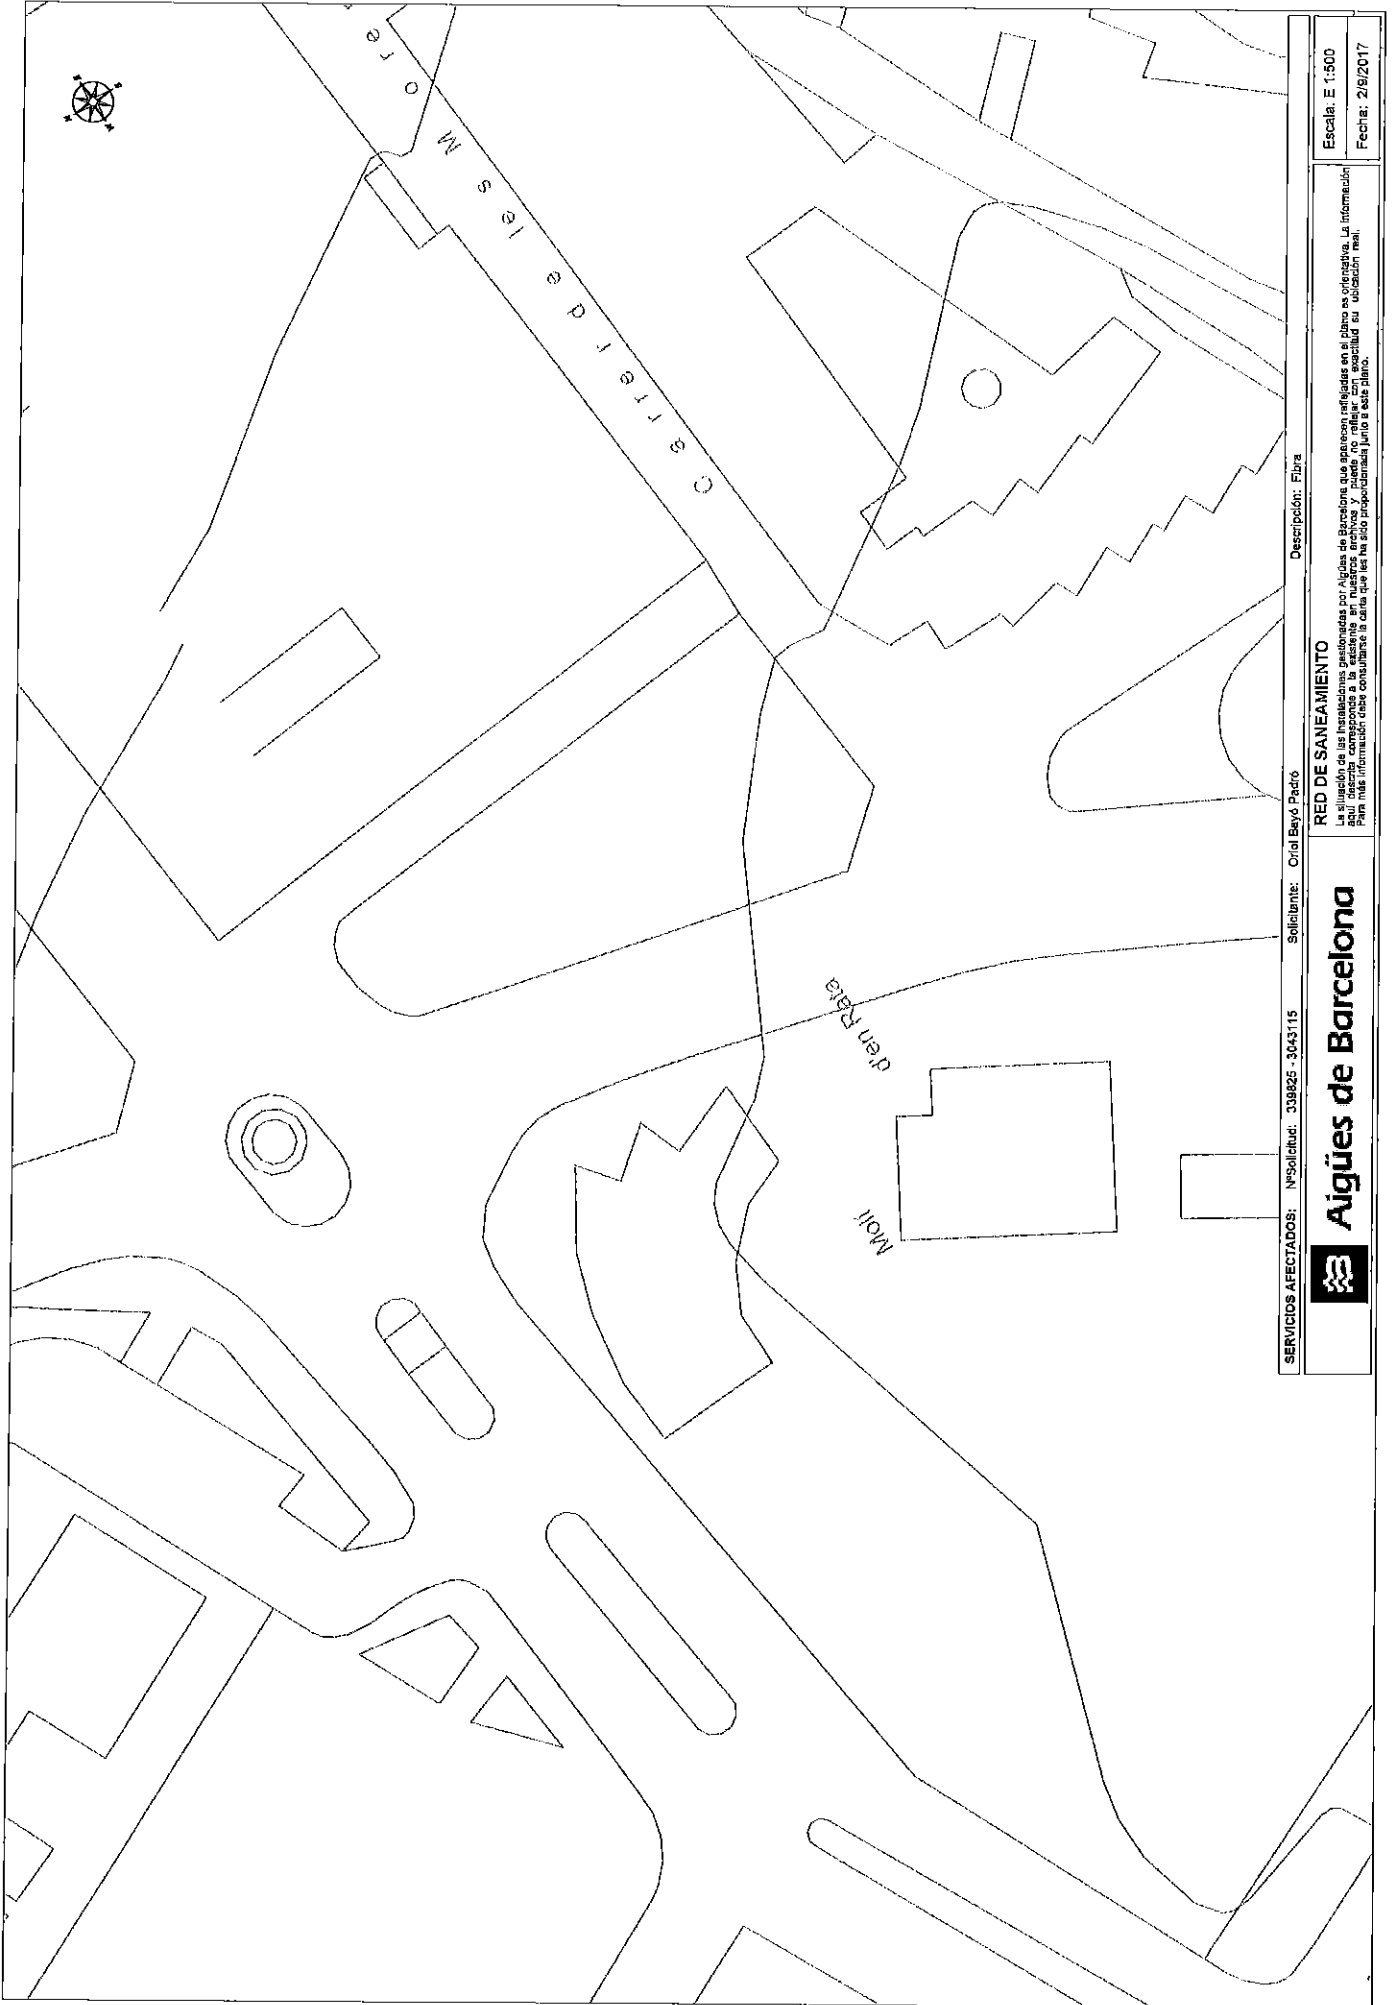 Carrer de les More
Molí
d'en Rata
SERVICIOS AFECTADOS: NºSolicitud: 339825 - 3043115 Solicitante: Oriol Bayó Padró Descripción: Fibra
Aigües de Barcelona
RED DE SANEAMIENTO
La situación de las instalaciones gestionadas por Aigües de Barcelona que aparecen reflejadas en el plano es orientativa. La información
aquí descrita corresponde a la existente en nuestros archivos y puede no reflejar con exactitud su ubicación real.
Para más información debe consultarse la carta que les ha sido proporcionada junto a este plano.
Escala: E 1:500
Fecha: 2/9/2017